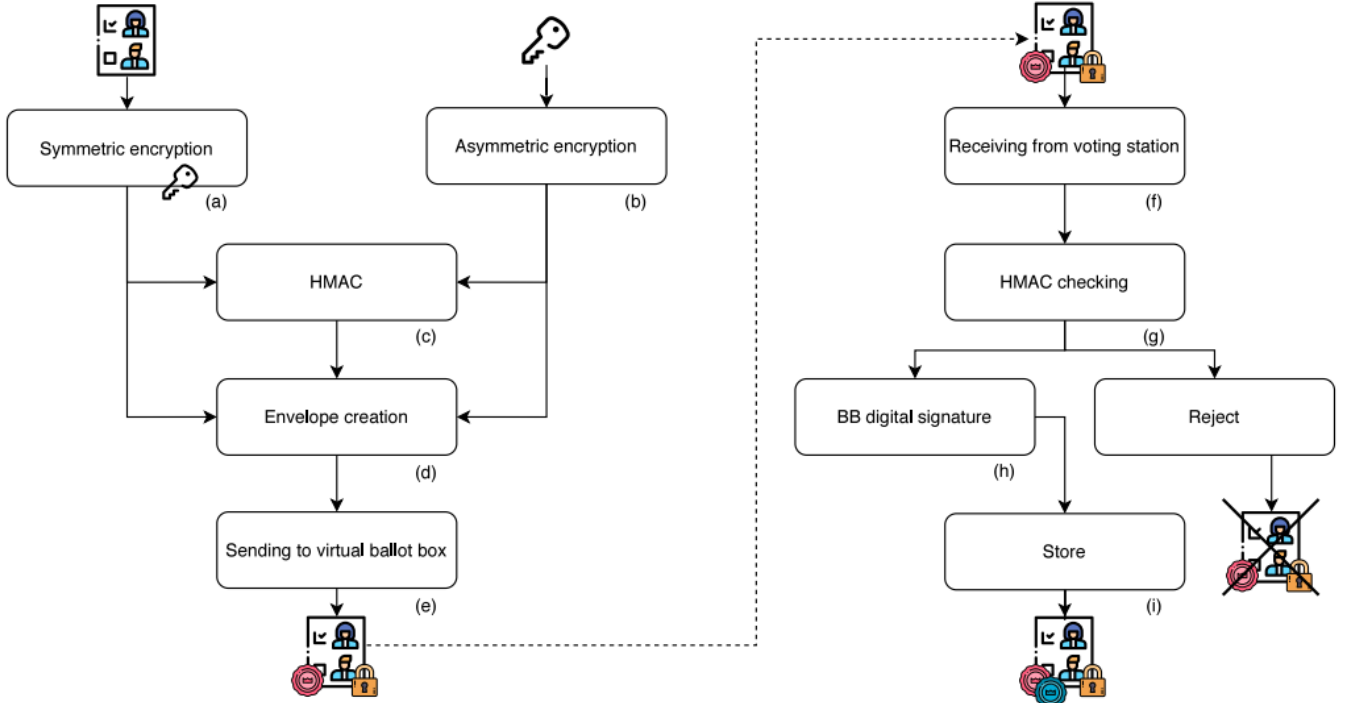 Symmetric encryption
(a)
Asymmetric encryption
(b)
HMAC
(c)
Envelope creation
(d)
Sending to virtual ballot box
(e)
Receiving from voting station
(f)
HMAC checking
(g)
BB digital signature
(h)
Reject
Store
(i)